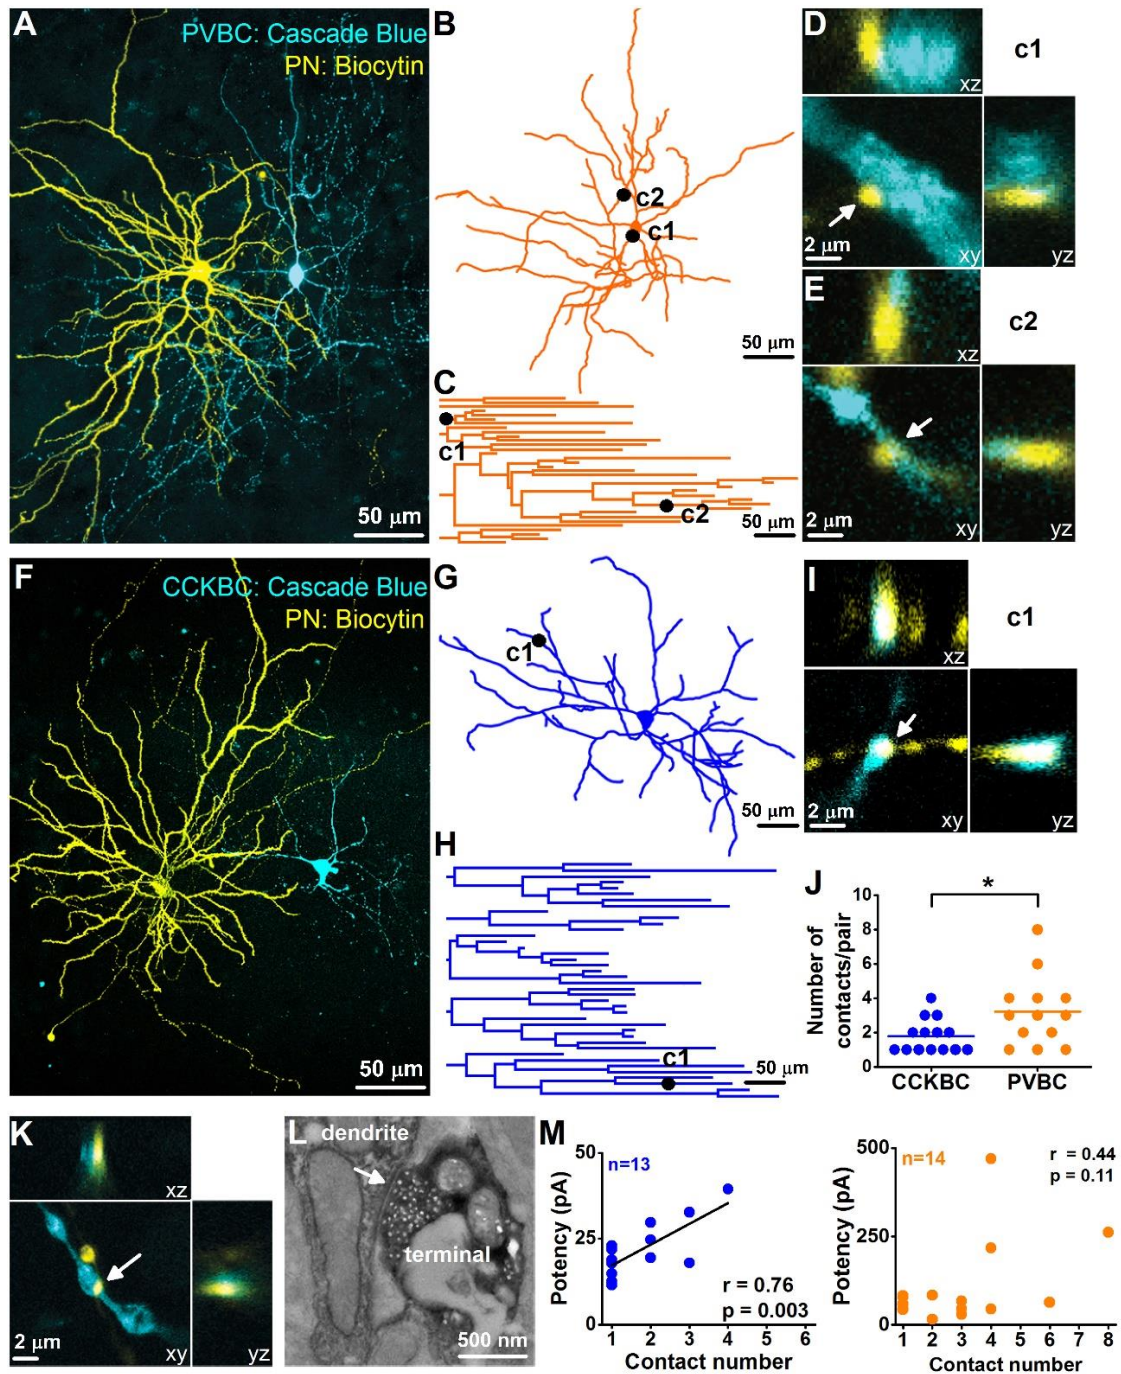 A
PVBC: Cascade Blue
PN: Biocytin
50 µm
B
c2
c1
50 µm
C
c1
c2
50 µm
D
xz
c1
2 µm
xy
yz
E
xz
c2
2 µm
xy
yz
F
CCKBC: Cascade Blue
PN: Biocytin
50 µm
G
c1
50 µm
H
c1
50 µm
I
xz
c1
2 µm
xy
yz
J
Number of
contacts/pair
10
8
6
4
2
0
*
CCKBC
PVBC
K
xz
2 µm
xy
yz
L
dendrite
terminal
500 nm
M
Potency (pA)
50
25
0
n=13
r = 0.76
p = 0.003
1 2 3 4 5 6
Contact number
Potency (pA)
500
250
0
n=14
r = 0.44
p = 0.11
1 2 3 4 5 6 7 8
Contact number